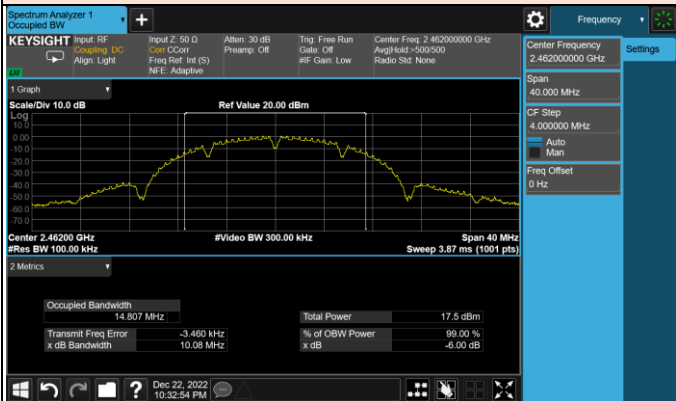 Spectrum Analyzer 1
Occupied BW
Frequency
KEYSIGHT
Input: RF
Coupling: DC
Align: Light
Input Z: 50 Ω
Corr CCorr
Freq Ref: Int (S)
NFE: Adaptive
Atten: 30 dB
Preamp: Off
Trig: Free Run
Gate: Off
#IF Gain: Low
Center Freq: 2.462000000 GHz
Avg|Hold:>500/500
Radio Std: None
LU
Center Frequency
2.462000000 GHz
Settings
Span
40.000 MHz
CF Step
4.000000 MHz
Auto
Man
Freq Offset
0 Hz
1 Graph
Scale/Div 10.0 dB
Ref Value 20.00 dBm
Log
10.0
0.00
-10.0
-20.0
-30.0
-40.0
-50.0
-60.0
-70.0
Center 2.46200 GHz
#Video BW 300.00 kHz
Span 40 MHz
#Res BW 100.00 kHz
Sweep 3.87 ms (1001 pts)
2 Metrics
Occupied Bandwidth
14.807 MHz
Total Power 17.5 dBm
Transmit Freq Error -3.460 kHz
% of OBW Power 99.00 %
x dB Bandwidth 10.08 MHz
x dB -6.00 dB
?
Dec 22, 2022
10:32:54 PM